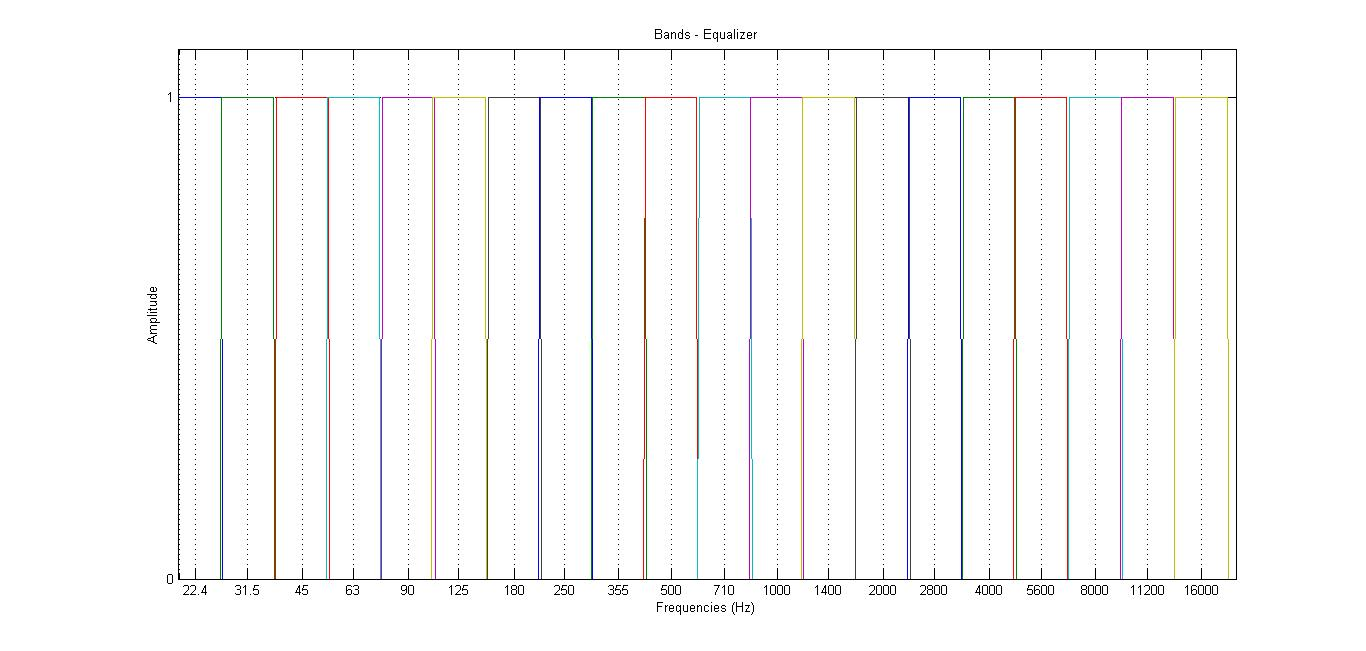 Bands - Equalizer
1
Amplitude
0
22.4 31.5 45 63 90 125 180 250 355 500 710 1000 1400 2000 2800 4000 5600 8000 11200 16000
Frequencies (Hz)